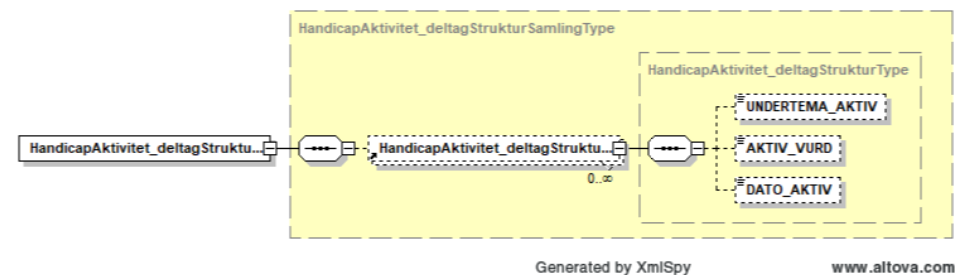 HandicapAktivitet_deltagStrukturSamlingType
HandicapAktivitet_deltagStrukturType
UNDERTEMA_AKTIV
HandicapAktivitet_deltagStruktu...
HandicapAktivitet_deltagStruktu...
AKTIV_VURD
0..∞
DATO_AKTIV
Generated by XmlSpy www.altova.com